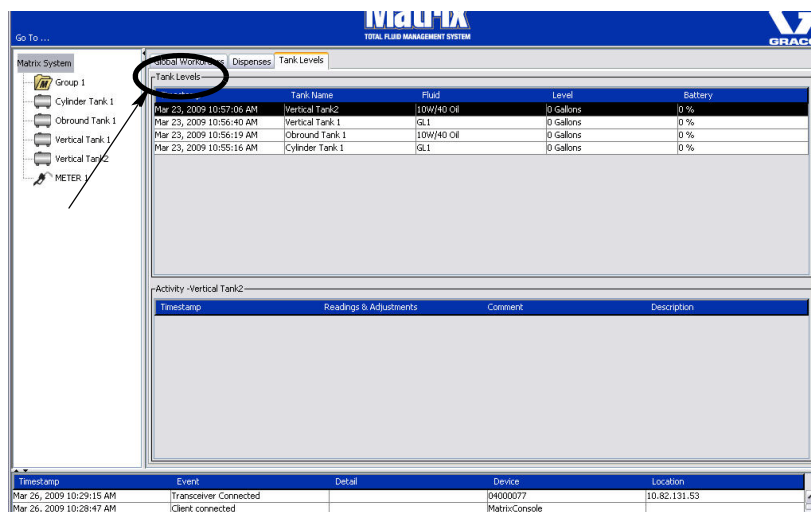 Matrix
TOTAL FLUID MANAGEMENT SYSTEM
GRACO
Go To ...
Matrix System
Group 1
Cylinder Tank 1
Obround Tank 1
Vertical Tank 1
Vertical Tank2
METER 1
Global Workorders Dispenses Tank Levels
Tank Levels
Tank Name Fluid Level Battery
Mar 23, 2009 10:57:06 AM Vertical Tank2 10W/40 Oil 0 Gallons 0 %
Mar 23, 2009 10:56:40 AM Vertical Tank 1 GL1 0 Gallons 0 %
Mar 23, 2009 10:56:19 AM Obround Tank 1 10W/40 Oil 0 Gallons 0 %
Mar 23, 2009 10:55:16 AM Cylinder Tank 1 GL1 0 Gallons 0 %
Activity -Vertical Tank2
Timestamp Readings & Adjustments Comment Description
Timestamp Event Detail Device Location
Mar 26, 2009 10:29:15 AM Transceiver Connected 04000077 10.82.131.53
Mar 26, 2009 10:28:47 AM Client connected MatrixConsole